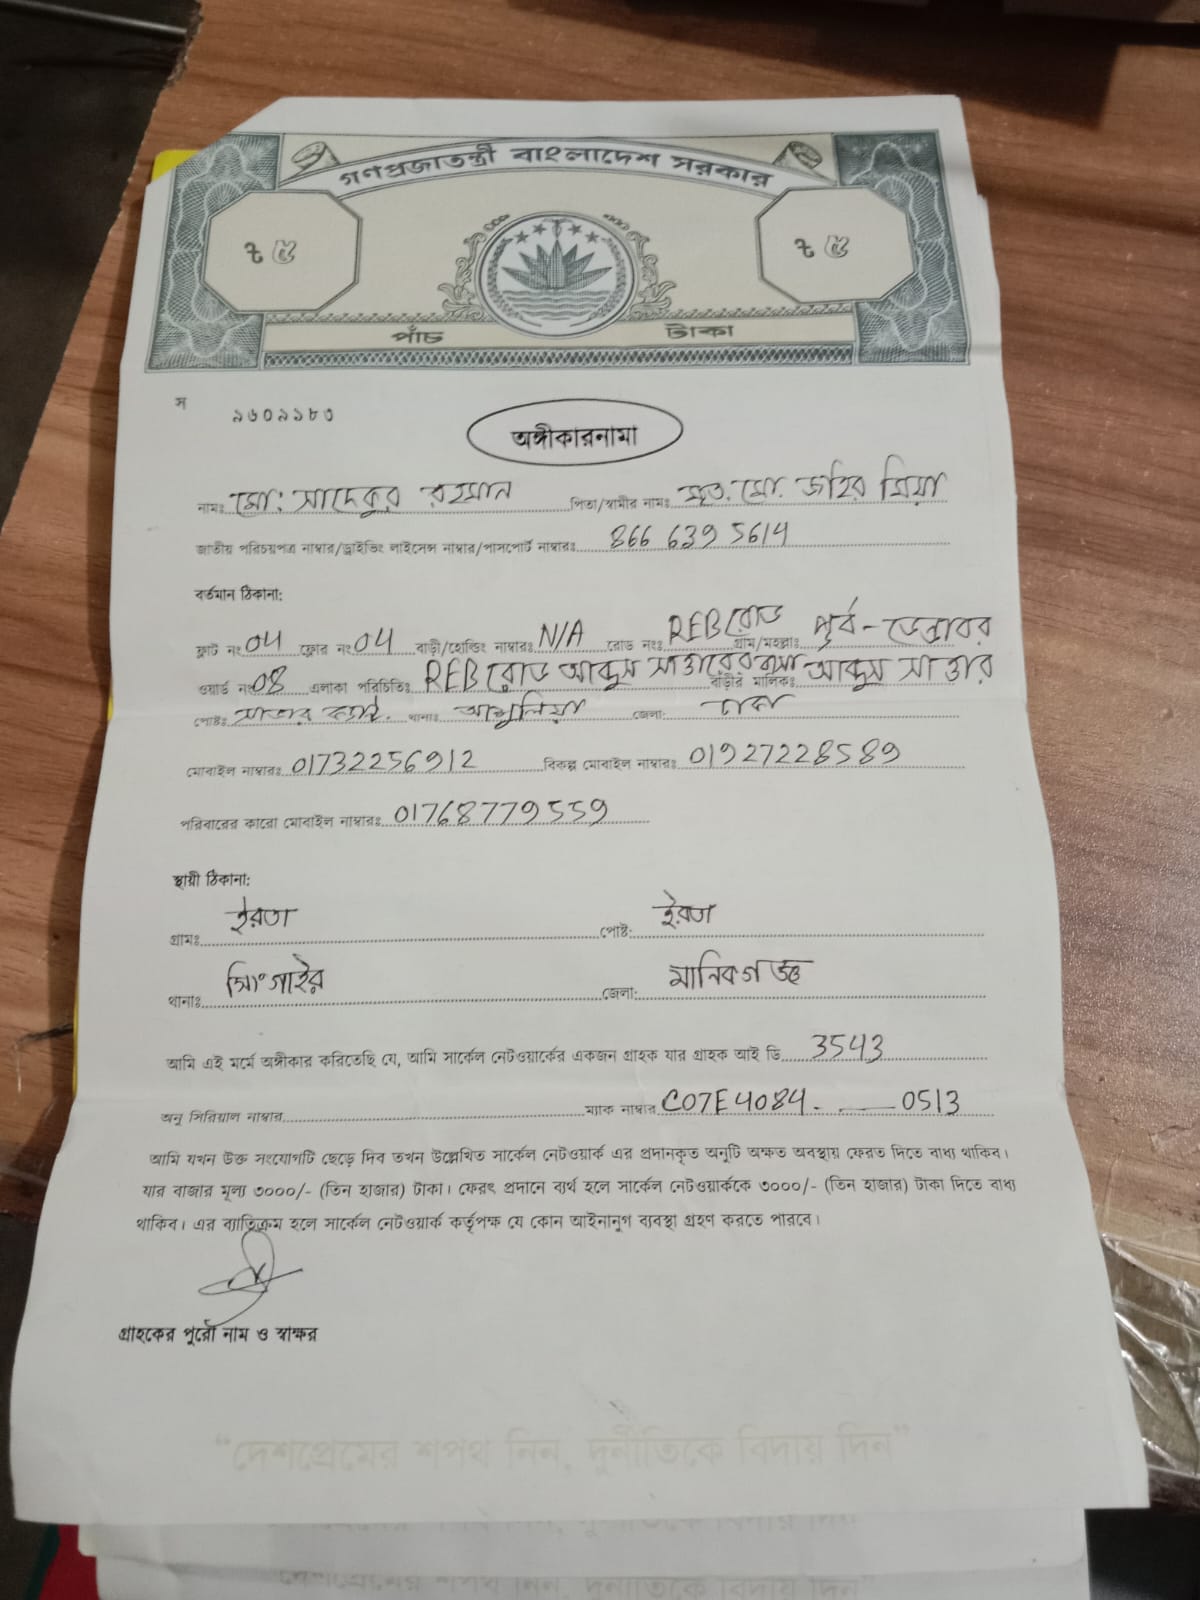 গণপ্রজাতন্ত্রী বাংলাদেশ সরকার
৳ ৫ ৳ ৫
পাঁচ টাকা
স ৯৬০৯৯৮৩
অঙ্গীকারনামা
নামঃ মো: সাদেকুর রহমান পিতা/স্বামীর নামঃ মৃত. মো. জহির মিয়া
জাতীয় পরিচয়পত্র নাম্বার/ড্রাইভিং লাইসেন্স নাম্বার/পাসপোর্ট নাম্বারঃ 866 639 5614
বর্তমান ঠিকানা:
ফ্লাট নং 04 ফ্লোর নং 04 বাড়ী/হোল্ডিং নাম্বারঃ N/A রোড নংঃ REB রোড গ্রাম/মহল্লাঃ পূর্ব-ডেন্ডাবর
ওয়ার্ড নং 08 এলাকা পরিচিতিঃ REB রোড আব্দুস সাত্তারের বাসা বাড়ীর মালিকঃ আব্দুস সাত্তার
পোষ্টঃ সাভার ক্যান্ট. থানাঃ আশুলিয়া জেলা: ঢাকা
মোবাইল নাম্বারঃ 01732256912 বিকল্প মোবাইল নাম্বারঃ 01927228589
পরিবারের কারো মোবাইল নাম্বারঃ 01768779559
স্থায়ী ঠিকানা:
গ্রামঃ ইরতা পোষ্ট: ইরতা
থানাঃ সিংগাইর জেলা: মানিকগঞ্জ
আমি এই মর্মে অঙ্গীকার করিতেছি যে, আমি সার্কেল নেটওয়ার্কের একজন গ্রাহক যার গ্রাহক আই ডি 3543
অনু সিরিয়াল নাম্বার ম্যাক নাম্বার C07E4084. — 0513
আমি যখন উক্ত সংযোগটি ছেড়ে দিব তখন উল্লেখিত সার্কেল নেটওয়ার্ক এর প্রদানকৃত অনুটি অক্ষত অবস্থায় ফেরত দিতে বাধ্য থাকিব।
যার বাজার মূল্য ৩০০০/- (তিন হাজার) টাকা। ফেরৎ প্রদানে ব্যর্থ হলে সার্কেল নেটওয়ার্ককে ৩০০০/- (তিন হাজার) টাকা দিতে বাধ্য
থাকিব। এর ব্যাতিক্রম হলে সার্কেল নেটওয়ার্ক কর্তৃপক্ষ যে কোন আইনানুগ ব্যবস্থা গ্রহণ করতে পারবে।
গ্রাহকের পুরো নাম ও স্বাক্ষর
“দেশপ্রেমের শপথ নিন, দুর্নীতিকে বিদায় দিন”
দেশপ্রেমের শপথ নিন, দুর্নীতিকে বিদায় দিন”